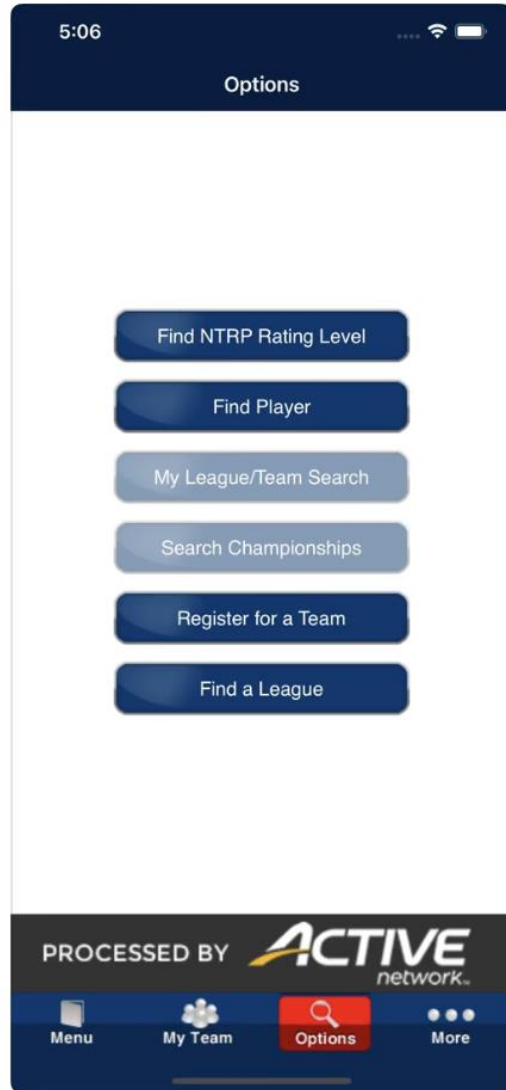 5:06
Options
Find NTRP Rating Level
Find Player
My League/Team Search
Search Championships
Register for a Team
Find a League
PROCESSED BY ACTIVE network
Menu My Team Options More